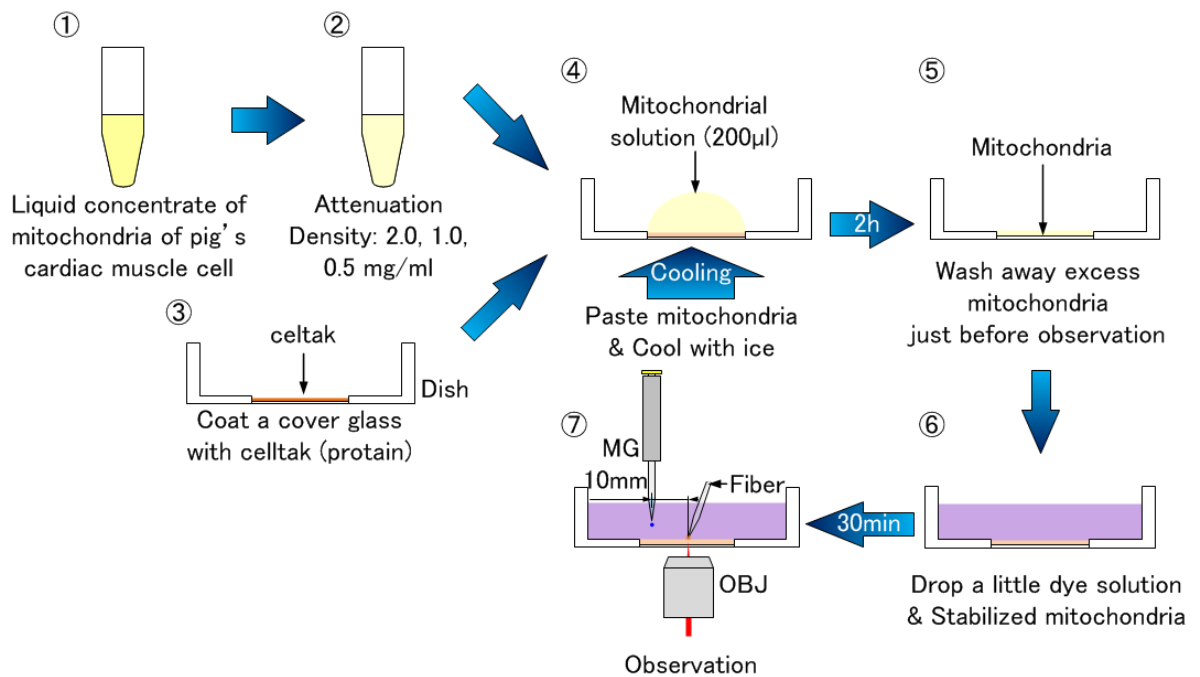 ①
Liquid concentrate of
mitochondria of pig's
cardiac muscle cell
②
Attenuation
Density: 2.0, 1.0,
0.5 mg/ml
③
celtak
Dish
Coat a cover glass
with celltak (protain)
④
Mitochondrial
solution (200μl)
Cooling
Paste mitochondria
& Cool with ice
2h
⑤
Mitochondria
Wash away excess
mitochondria
just before observation
⑥
Drop a little dye solution
& Stabilized mitochondria
30min
⑦
MG
10mm
Fiber
OBJ
Observation